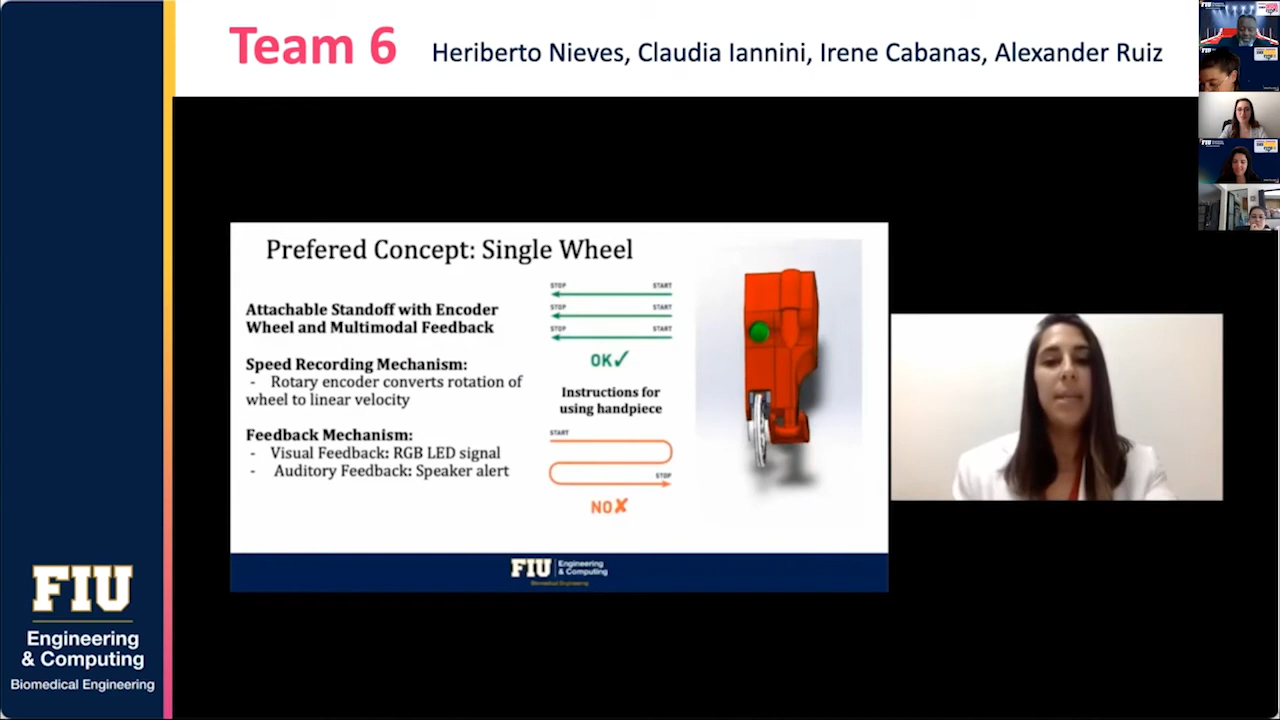 Team 6
Heriberto Nieves, Claudia Iannini, Irene Cabanas, Alexander Ruiz
Prefered Concept: Single Wheel
Attachable Standoff with Encoder
Wheel and Multimodal Feedback
Speed Recording Mechanism:
- Rotary encoder converts rotation of
wheel to linear velocity
Feedback Mechanism:
- Visual Feedback: RGB LED signal
- Auditory Feedback: Speaker alert
STOP START
STOP START
STOP START
OK✓
Instructions for
using handpiece
START
STOP
NO✘
FIU Engineering
& Computing
Biomedical Engineering
FIU
Engineering
& Computing
Biomedical Engineering